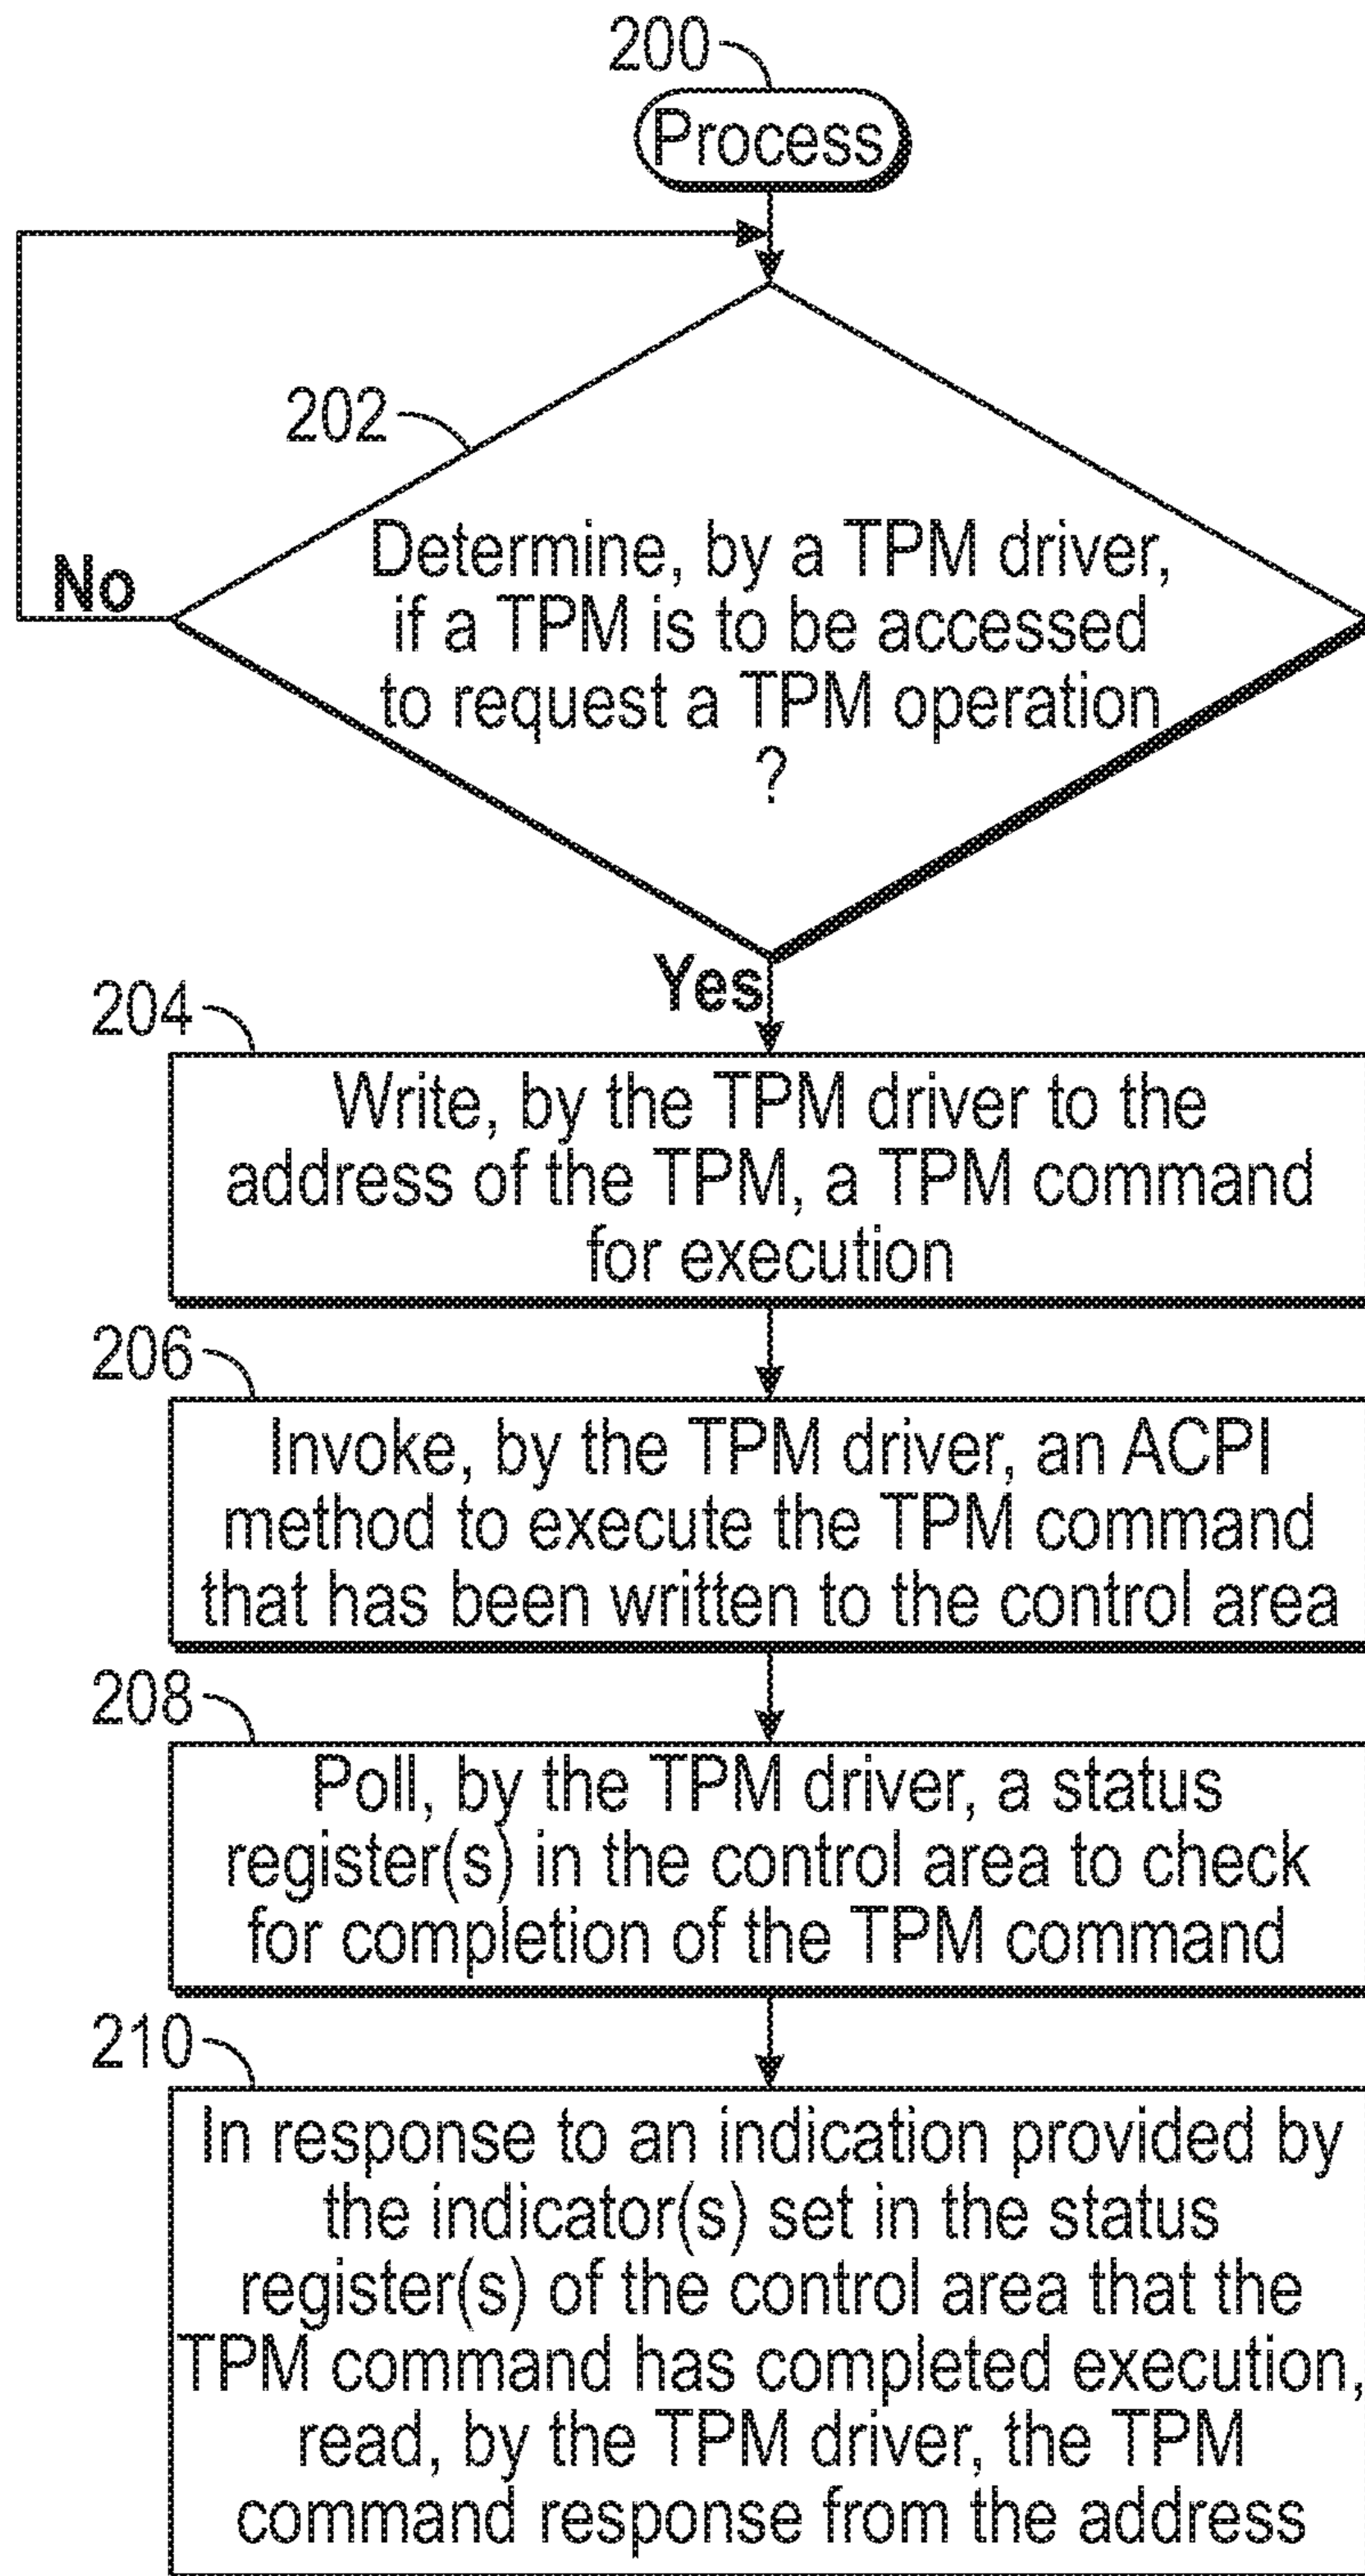 200
Process
202
Determine, by a TPM driver,
No
if a TPM is to be accessed
to request a TPM operation
?
Yes
204
Write, by the TPM driver to the
address of the TPM, a TPM command
for execution
206
Invoke, by the TPM driver, an ACPI
method to execute the TPM command
that has been written to the control area
208
Poll, by the TPM driver, a status
register(s) in the control area to check
for completion of the TPM command
210
In response to an indication provided by
the indicator(s) set in the status
register(s) of the control area that the
TPM command has completed execution,
read, by the TPM driver, the TPM
command response from the address